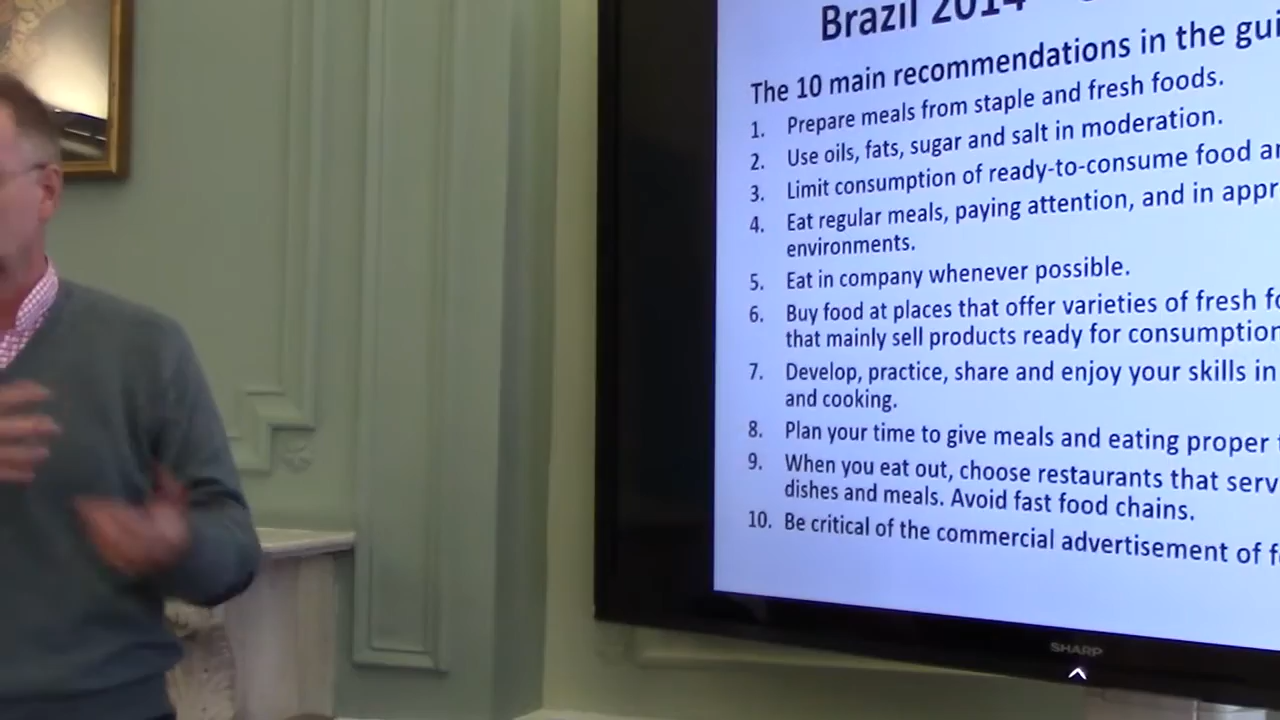 Brazil 2014
The 10 main recommendations in the gui
1. Prepare meals from staple and fresh foods.
2. Use oils, fats, sugar and salt in moderation.
3. Limit consumption of ready-to-consume food an
4. Eat regular meals, paying attention, and in appr
environments.
5. Eat in company whenever possible.
6. Buy food at places that offer varieties of fresh fo
that mainly sell products ready for consumption
7. Develop, practice, share and enjoy your skills in
and cooking.
8. Plan your time to give meals and eating proper t
9. When you eat out, choose restaurants that serv
dishes and meals. Avoid fast food chains.
10. Be critical of the commercial advertisement of f
SHARP